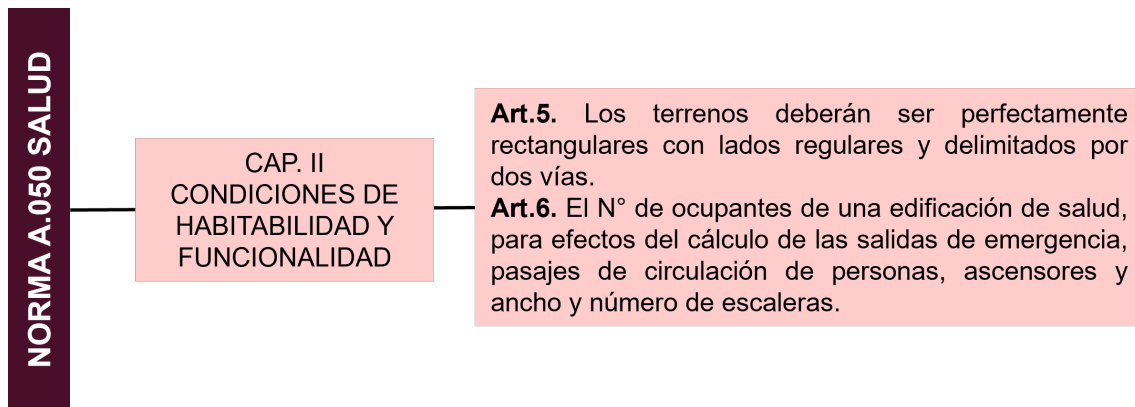 NORMA A.050 SALUD
CAP. II
CONDICIONES DE
HABITABILIDAD Y
FUNCIONALIDAD
Art.5. Los terrenos deberán ser perfectamente
rectangulares con lados regulares y delimitados por
dos vías.
Art.6. El N° de ocupantes de una edificación de salud,
para efectos del cálculo de las salidas de emergencia,
pasajes de circulación de personas, ascensores y
ancho y número de escaleras.